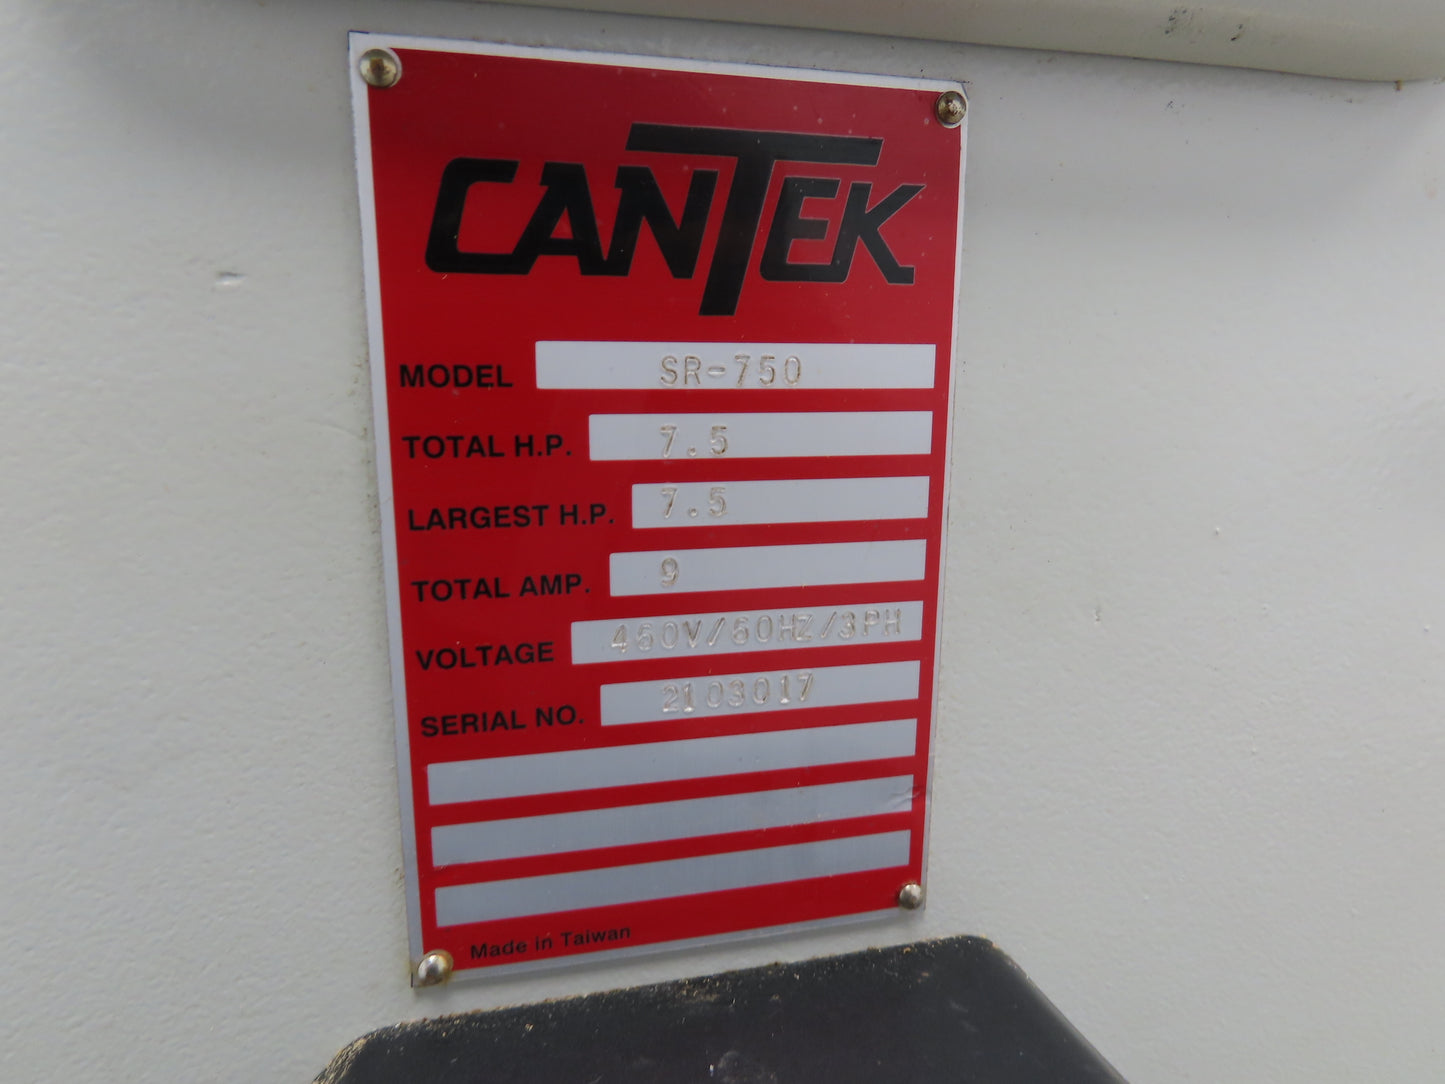 CANTEK
MODEL SR-750
TOTAL H.P. 7.5
LARGEST H.P. 7.5
TOTAL AMP. 9
VOLTAGE 460V/60HZ/3PH
SERIAL NO. 2103017
Made in Taiwan